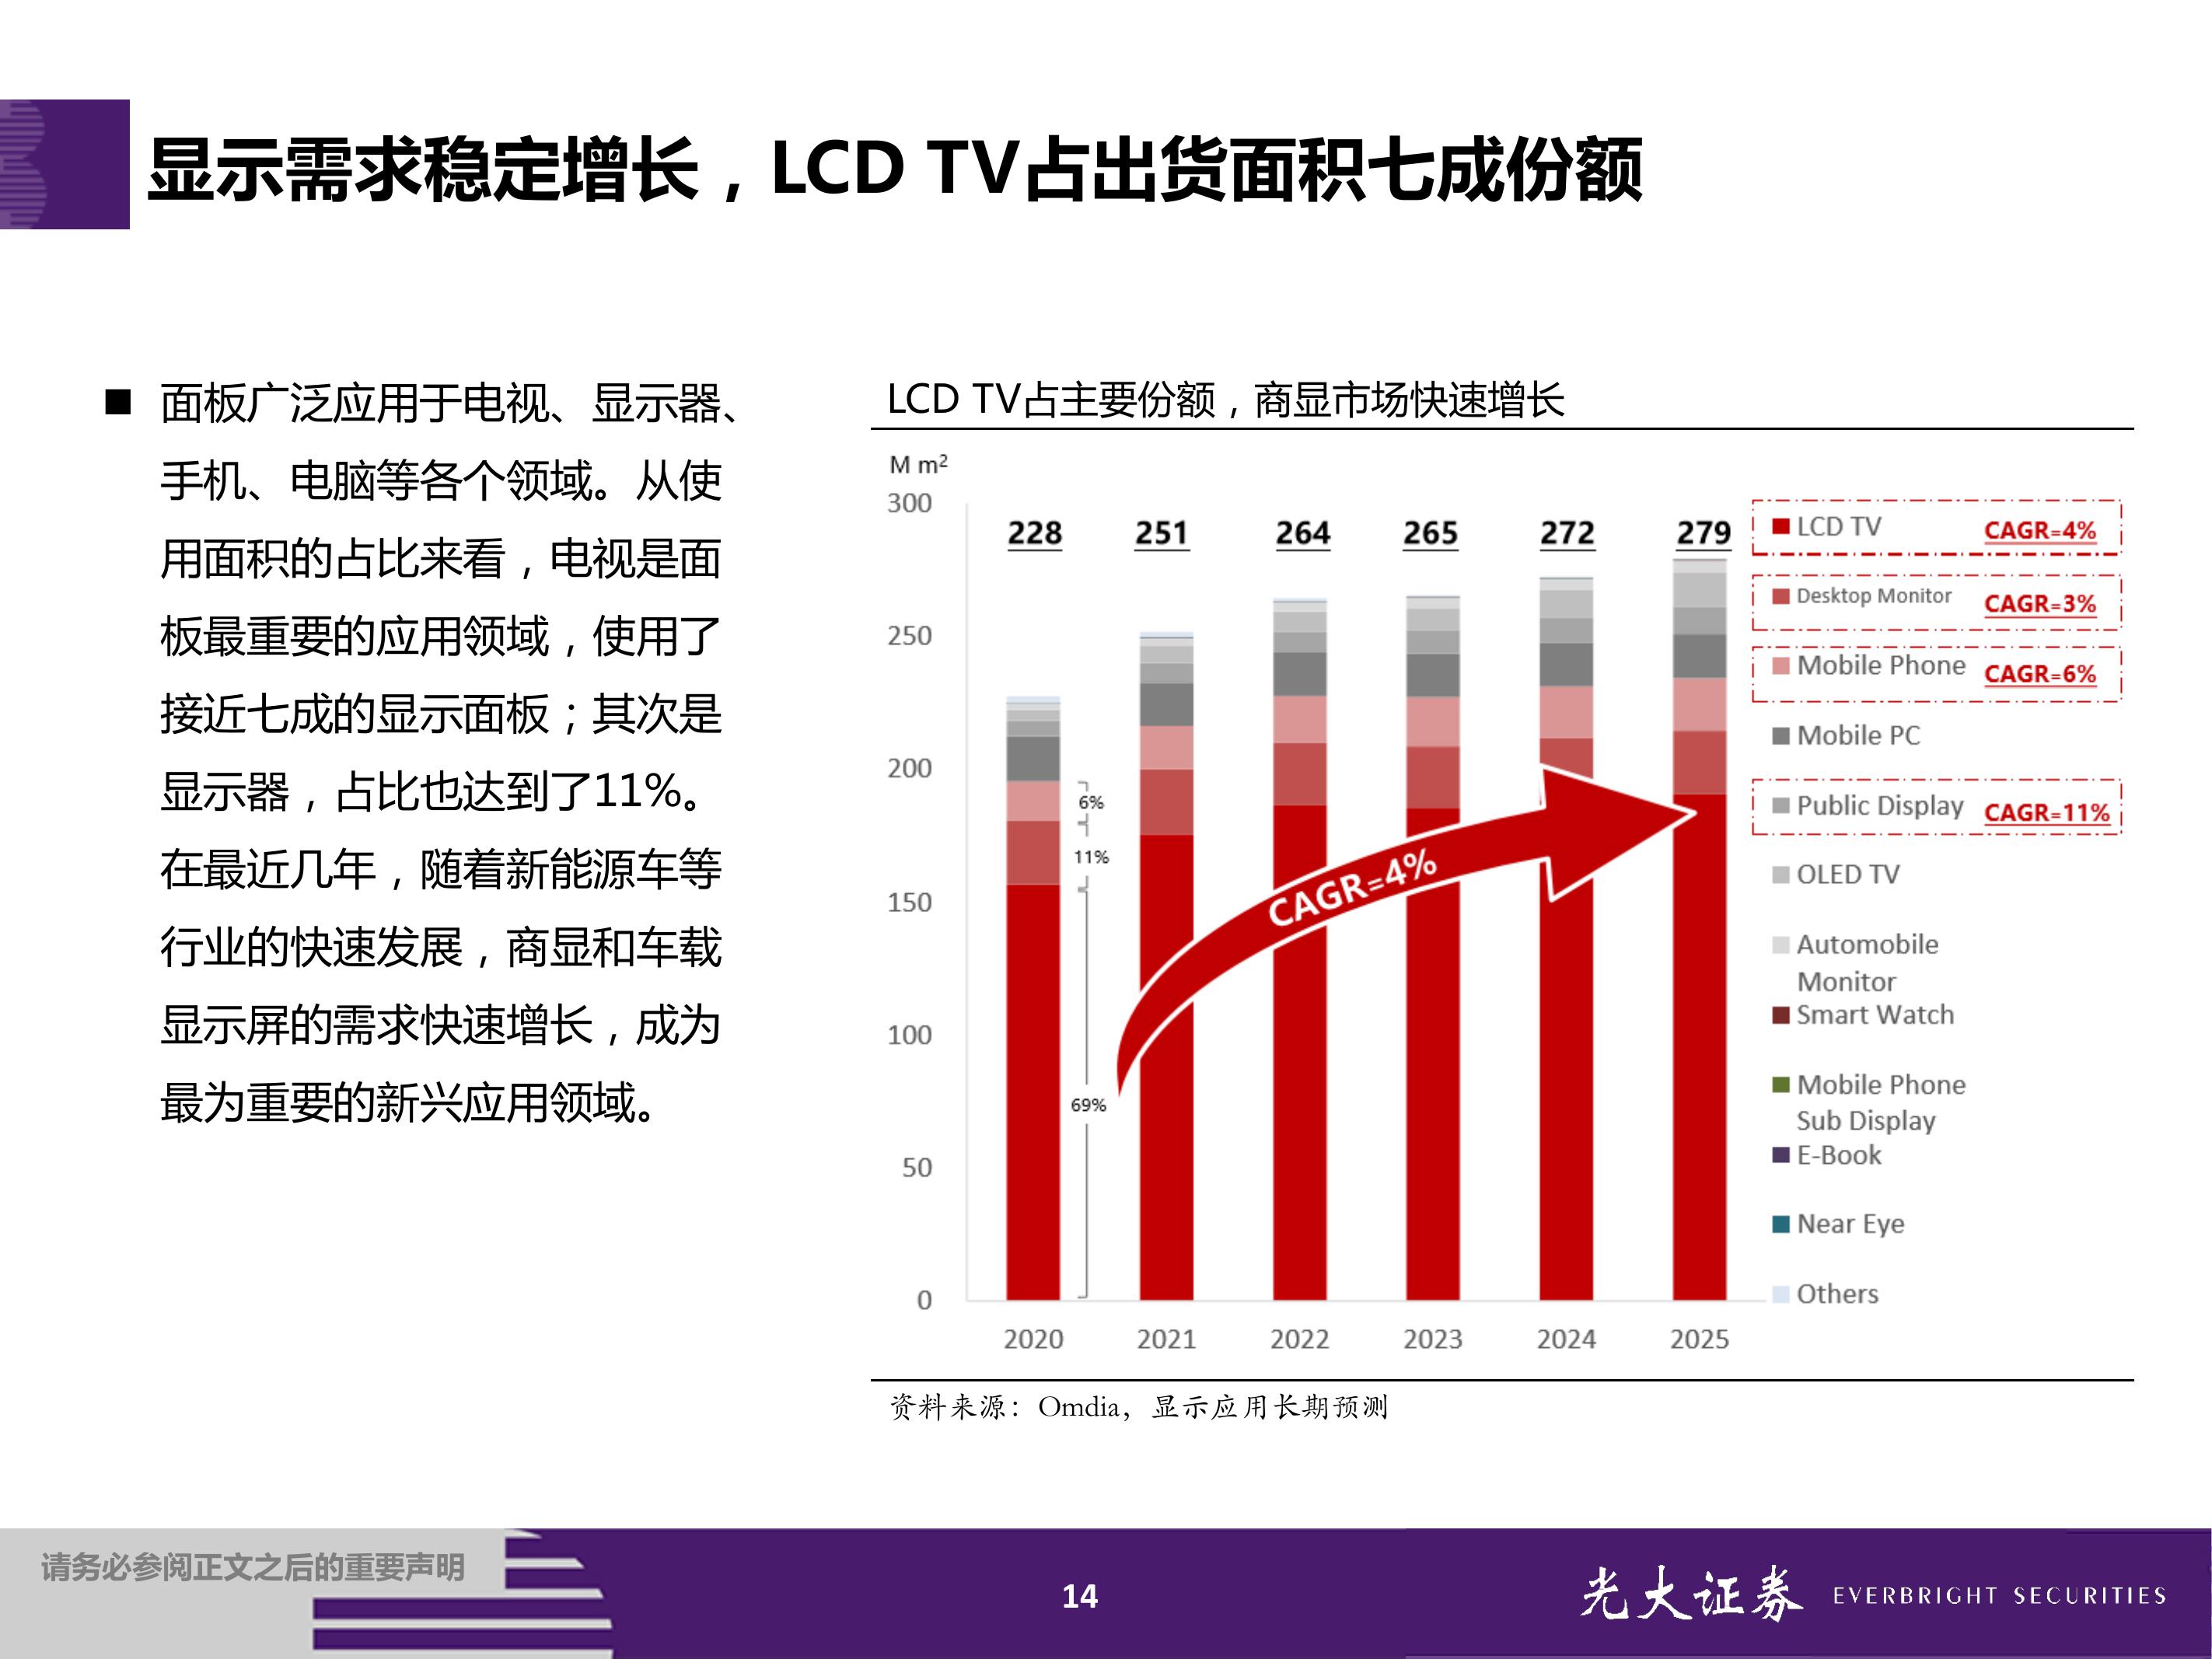 显示需求稳定增长，LCD TV占出货面积七成份额
■ 面板广泛应用于电视、显示器、
手机、电脑等各个领域。从使
用面积的占比来看，电视是面
板最重要的应用领域，使用了
接近七成的显示面板；其次是
显示器，占比也达到了11%。
在最近几年，随着新能源车等
行业的快速发展，商显和车载
显示屏的需求快速增长，成为
最为重要的新兴应用领域。
LCD TV占主要份额，商显市场快速增长
M m²
300
250
200
150
100
50
0
228 251 264 265 272 279
6%
11%
69%
CAGR=4%
2020 2021 2022 2023 2024 2025
LCD TV CAGR=4%
Desktop Monitor CAGR=3%
Mobile Phone CAGR=6%
Mobile PC
Public Display CAGR=11%
OLED TV
Automobile
Monitor
Smart Watch
Mobile Phone
Sub Display
E-Book
Near Eye
Others
资料来源：Omdia，显示应用长期预测
请务必参阅正文之后的重要声明
14
光大证券 EVERBRIGHT SECURITIES